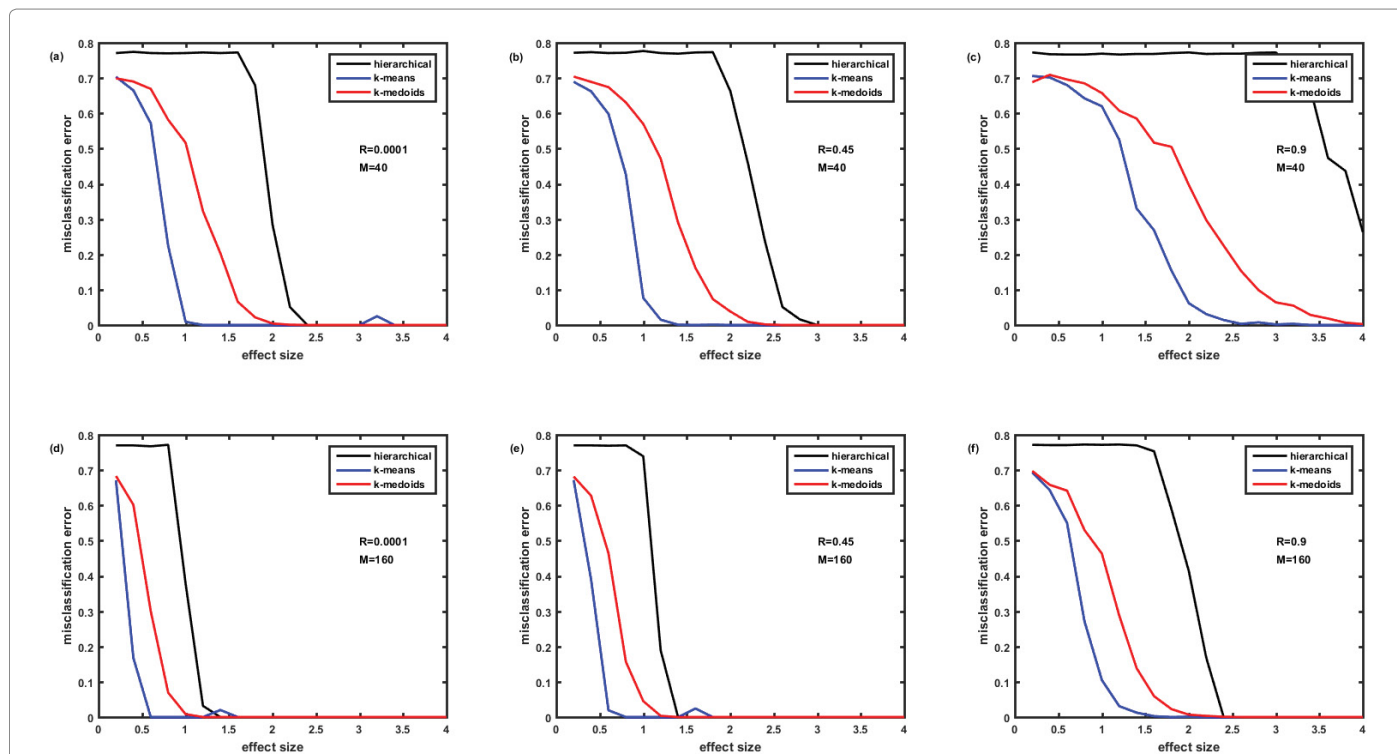 (a)
0.8
0.7
0.6
0.5
0.4
0.3
0.2
0.1
0
misclassification error
hierarchical
k-means
k-medoids
R=0.0001
M=40
0 0.5 1 1.5 2 2.5 3 3.5 4
effect size
(b)
0.8
0.7
0.6
0.5
0.4
0.3
0.2
0.1
0
misclassification error
hierarchical
k-means
k-medoids
R=0.45
M=40
0 0.5 1 1.5 2 2.5 3 3.5 4
effect size
(c)
0.8
0.7
0.6
0.5
0.4
0.3
0.2
0.1
0
misclassification error
hierarchical
k-means
k-medoids
R=0.9
M=40
0 0.5 1 1.5 2 2.5 3 3.5 4
effect size
(d)
0.8
0.7
0.6
0.5
0.4
0.3
0.2
0.1
0
misclassification error
hierarchical
k-means
k-medoids
R=0.0001
M=160
0 0.5 1 1.5 2 2.5 3 3.5 4
effect size
(e)
0.8
0.7
0.6
0.5
0.4
0.3
0.2
0.1
0
misclassification error
hierarchical
k-means
k-medoids
R=0.45
M=160
0 0.5 1 1.5 2 2.5 3 3.5 4
effect size
(f)
0.8
0.7
0.6
0.5
0.4
0.3
0.2
0.1
0
misclassification error
hierarchical
k-means
k-medoids
R=0.9
M=160
0 0.5 1 1.5 2 2.5 3 3.5 4
effect size